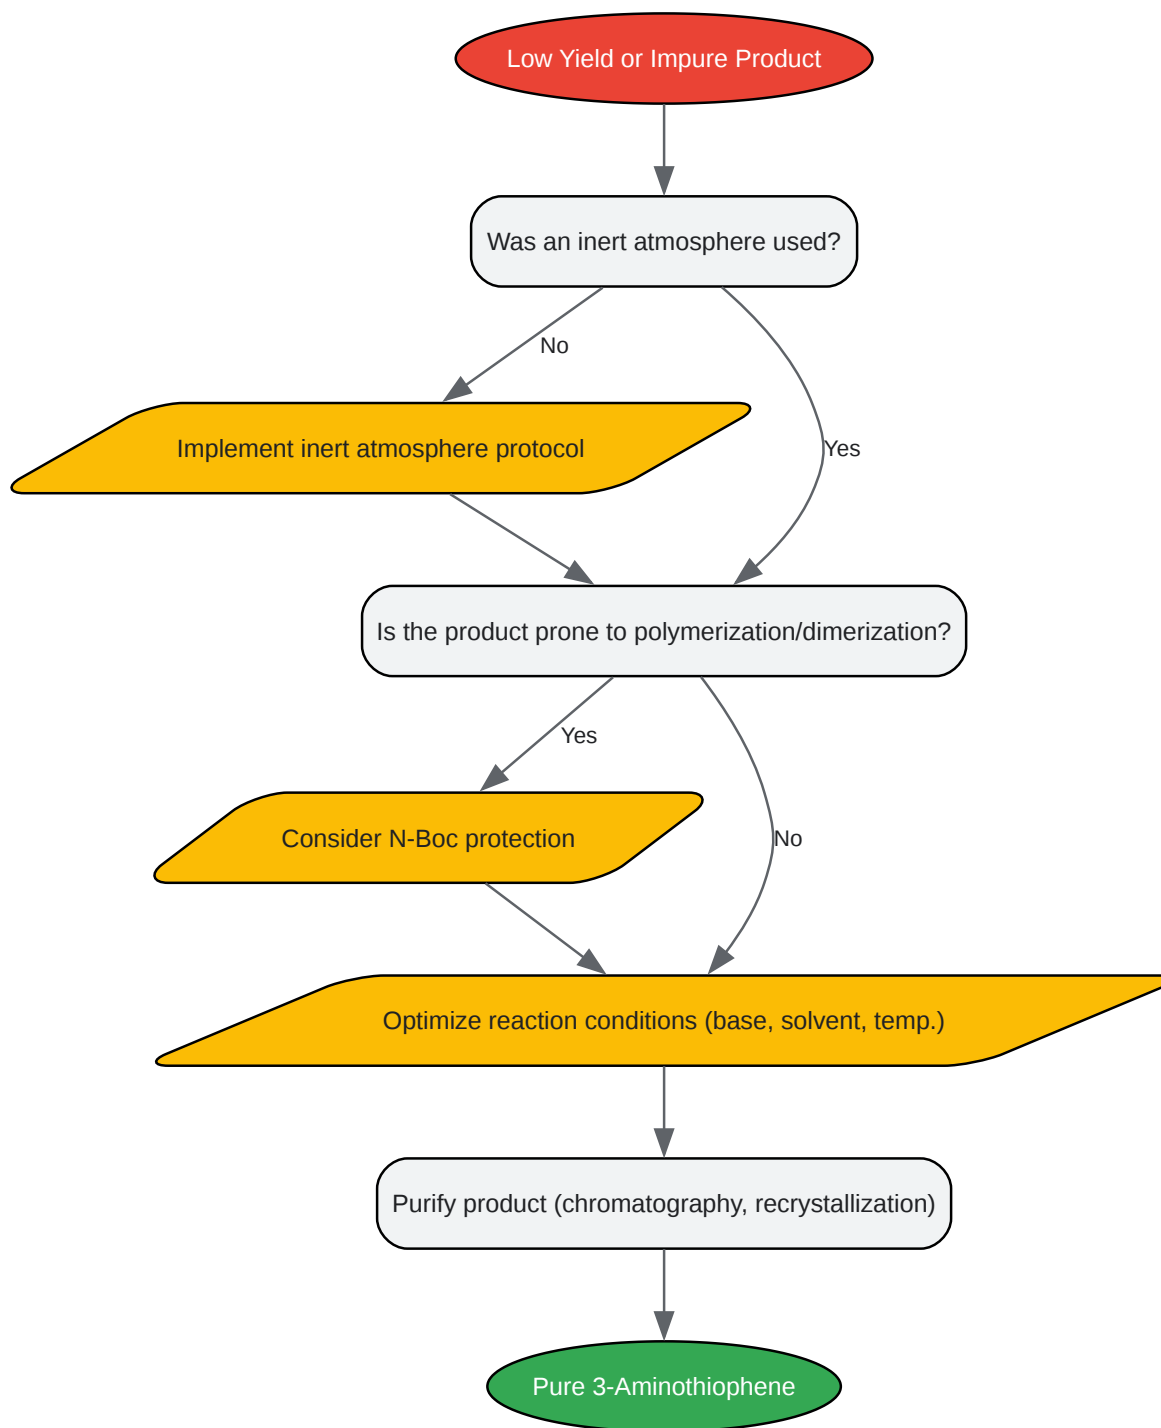 Low Yield or Impure Product
Was an inert atmosphere used?
No
Implement inert atmosphere protocol
Yes
Is the product prone to polymerization/dimerization?
Yes
Consider N-Boc protection
No
Optimize reaction conditions (base, solvent, temp.)
Purify product (chromatography, recrystallization)
Pure 3-Aminothiophene